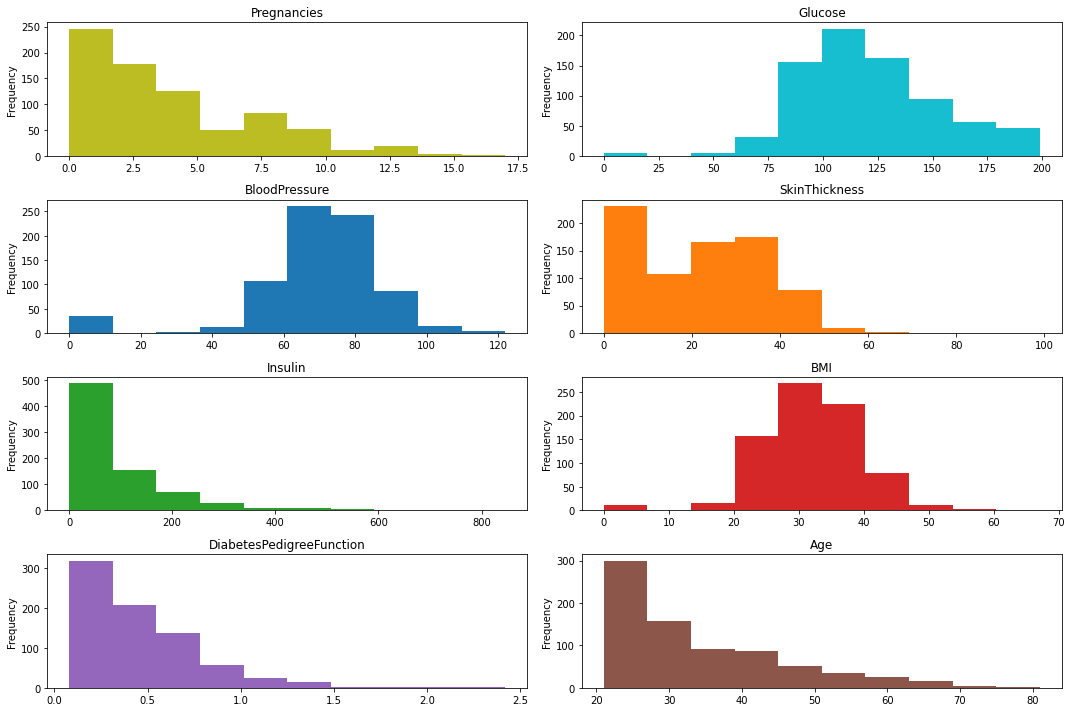 Pregnancies
Frequency
250
200
150
100
50
0
0.0 2.5 5.0 7.5 10.0 12.5 15.0 17.5
Glucose
Frequency
200
150
100
50
0
0 25 50 75 100 125 150 175 200
BloodPressure
Frequency
250
200
150
100
50
0
0 20 40 60 80 100 120
SkinThickness
Frequency
200
150
100
50
0
0 20 40 60 80 100
Insulin
Frequency
500
400
300
200
100
0
0 200 400 600 800
BMI
Frequency
250
200
150
100
50
0
0 10 20 30 40 50 60 70
DiabetesPedigreeFunction
Frequency
300
200
100
0
0.0 0.5 1.0 1.5 2.0 2.5
Age
Frequency
300
200
100
0
20 30 40 50 60 70 80